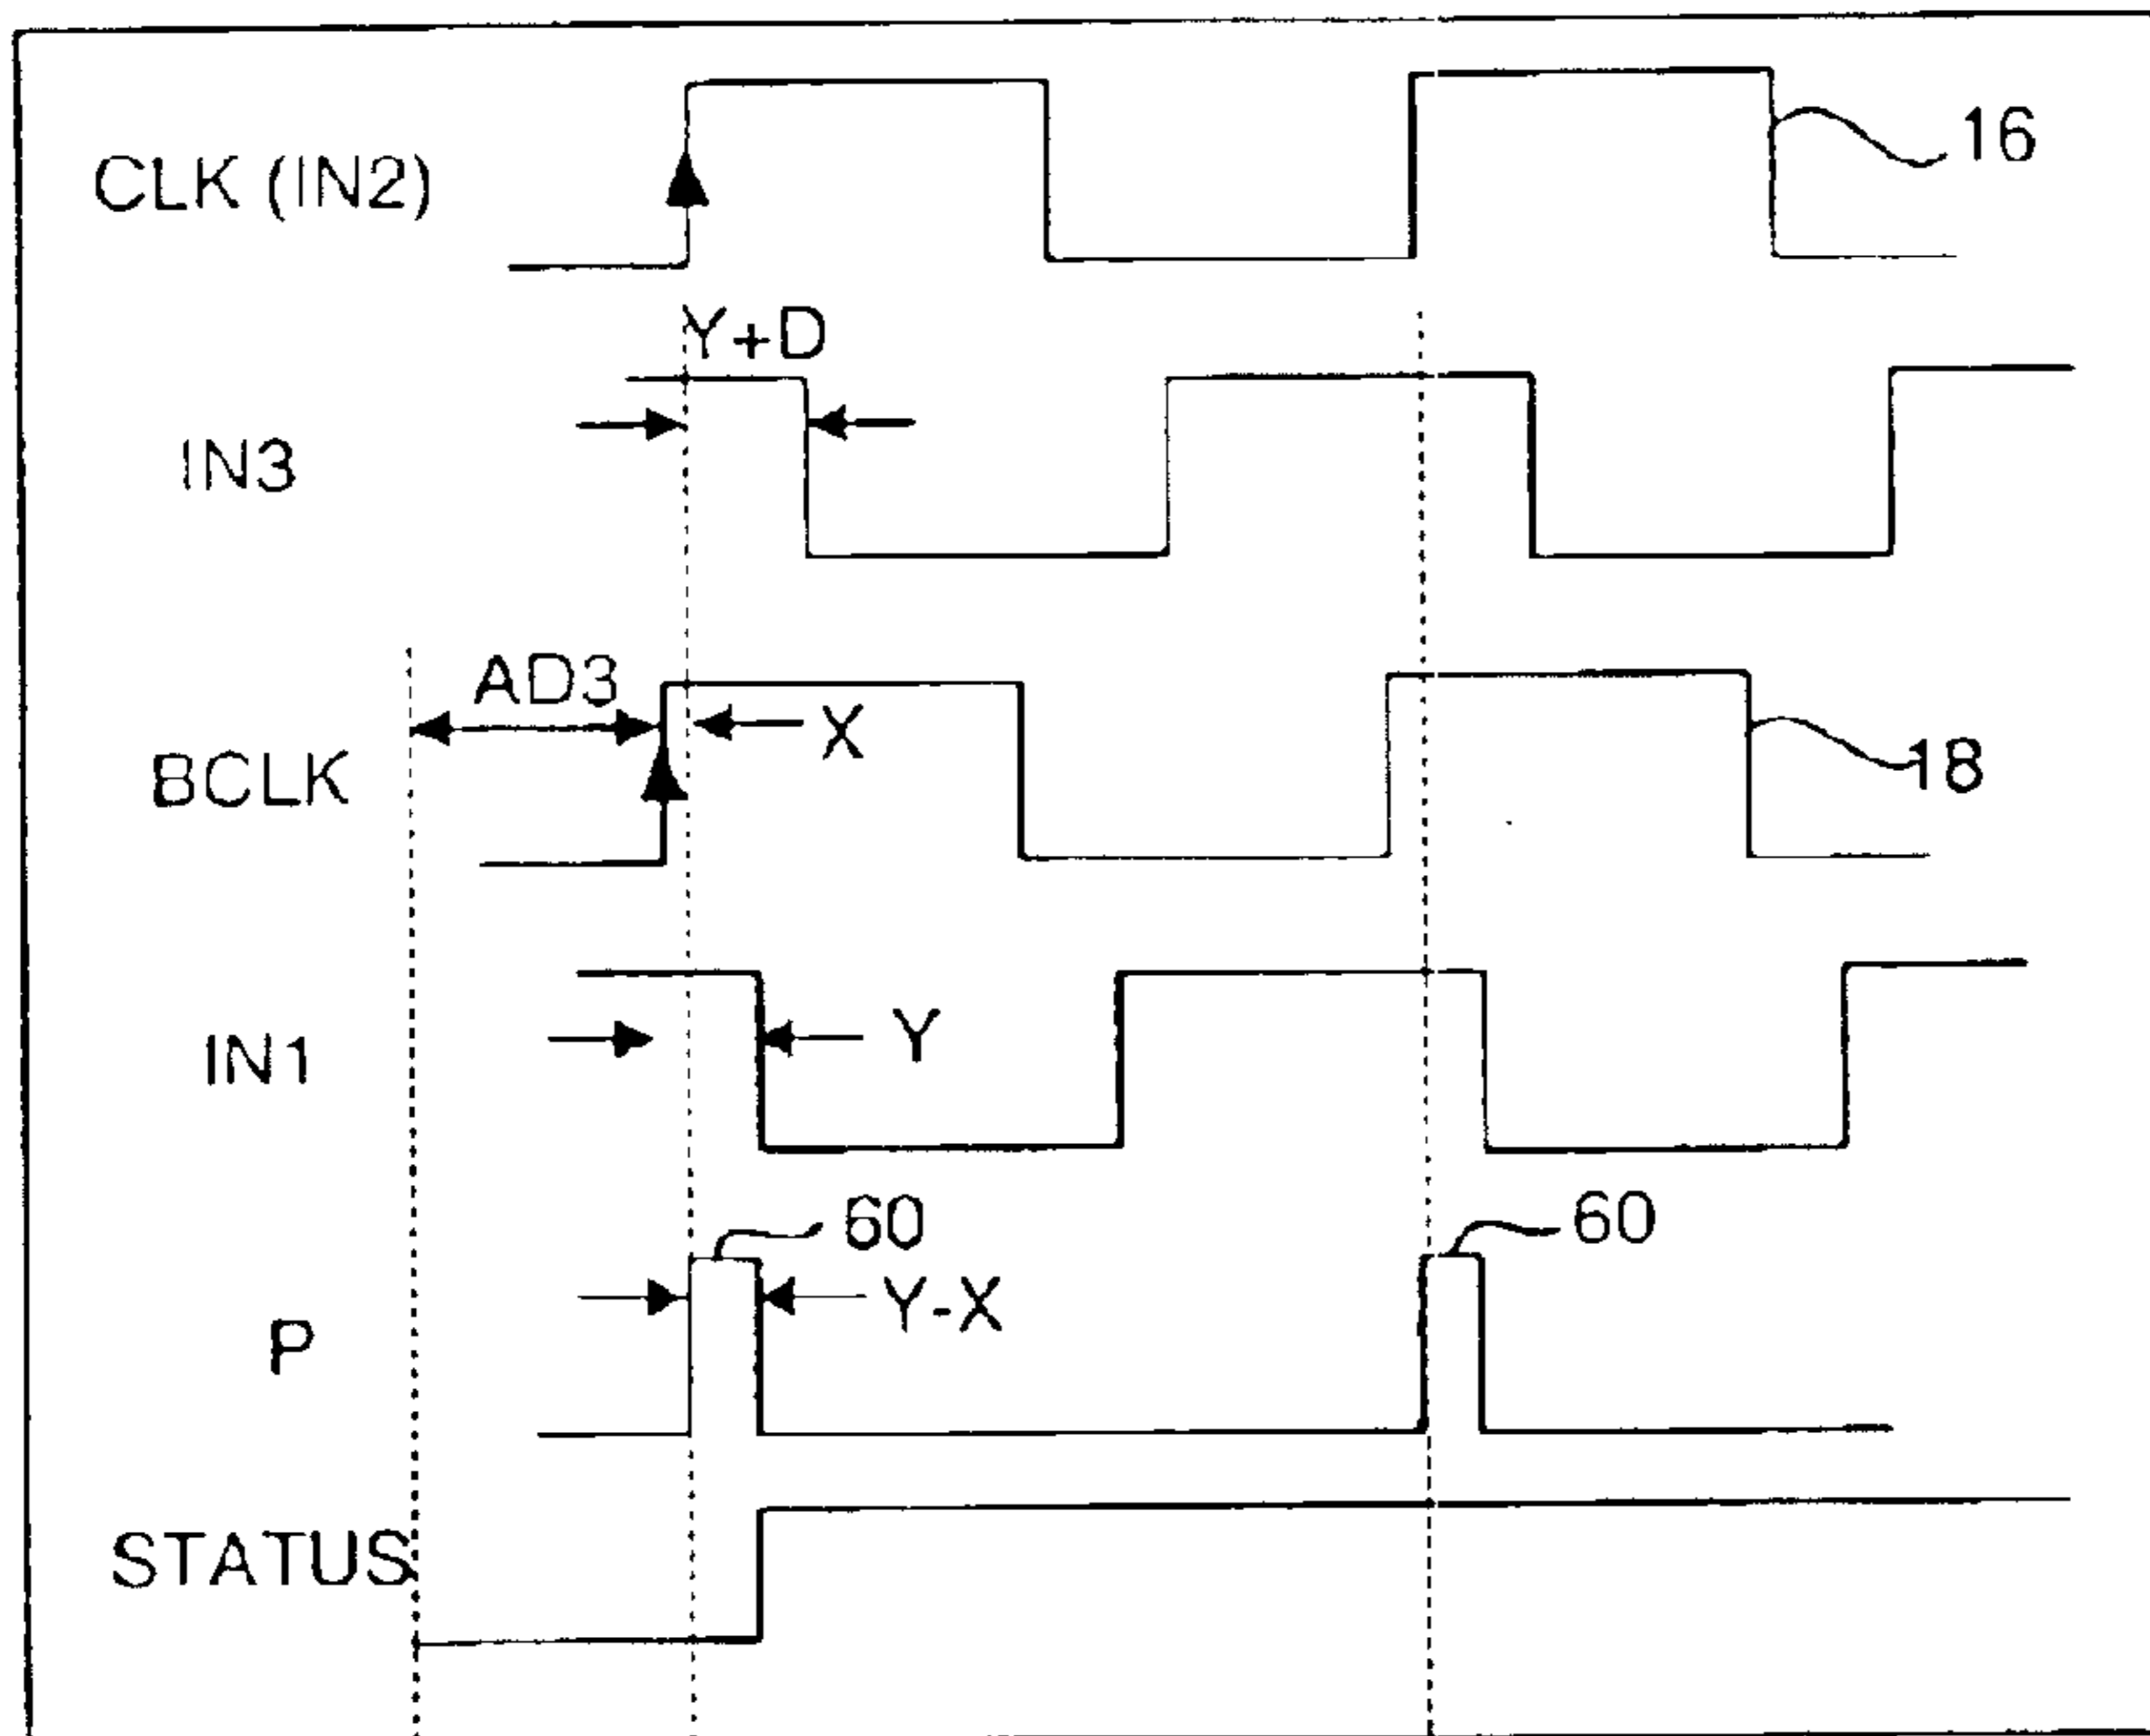 CLK (IN2)
16
Y+D
IN3
AD3
X
BCLK
18
IN1
Y
60
60
P
Y-X
STATUS